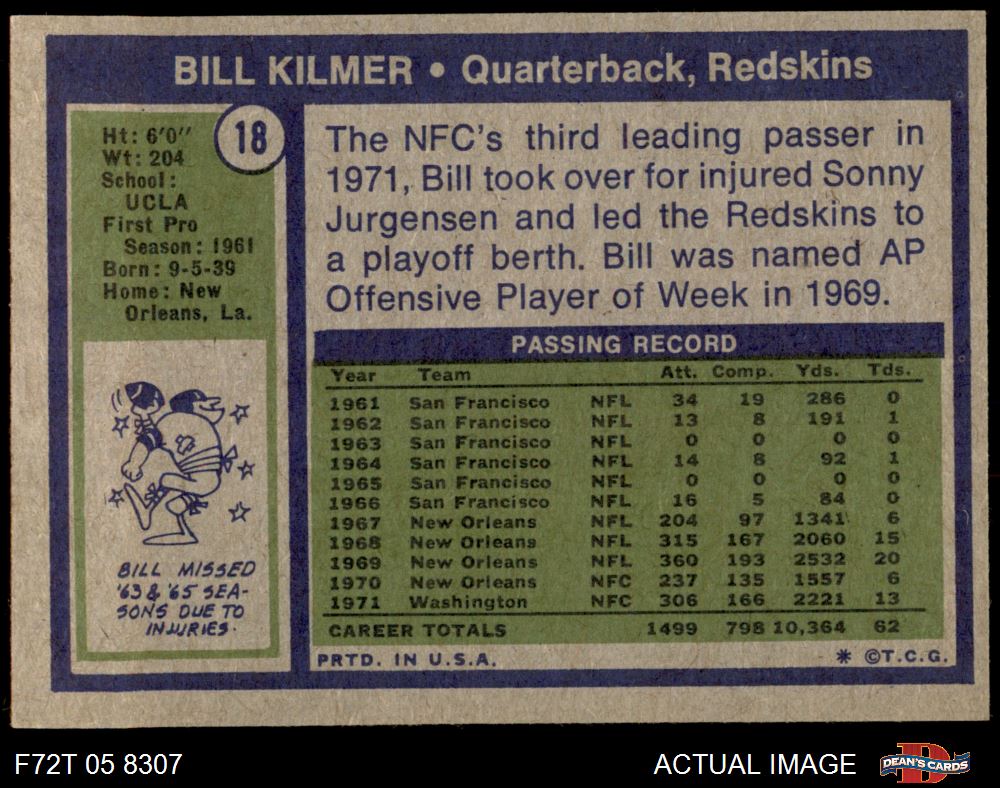 BILL KILMER • Quarterback, Redskins
Ht: 6'0"
Wt: 204
School:
UCLA
First Pro
Season: 1961
Born: 9-5-39
Home: New
Orleans, La.
18
The NFC's third leading passer in
1971, Bill took over for injured Sonny
Jurgensen and led the Redskins to
a playoff berth. Bill was named AP
Offensive Player of Week in 1969.
BILL MISSED
'63 & '65 SEA-
SONS DUE TO
INJURIES.
PASSING RECORD
Year Team Att. Comp. Yds. Tds.
1961 San Francisco NFL 34 19 286 0
1962 San Francisco NFL 13 8 191 1
1963 San Francisco NFL 0 0 0 0
1964 San Francisco NFL 14 8 92 1
1965 San Francisco NFL 0 0 0 0
1966 San Francisco NFL 16 5 84 0
1967 New Orleans NFL 204 97 1341 6
1968 New Orleans NFL 315 167 2060 15
1969 New Orleans NFL 360 193 2532 20
1970 New Orleans NFC 237 135 1557 6
1971 Washington NFC 306 166 2221 13
CAREER TOTALS 1499 798 10,364 62
PRTD. IN U.S.A. * ©T.C.G.
F72T 05 8307 ACTUAL IMAGE D DEAN'S CARDS